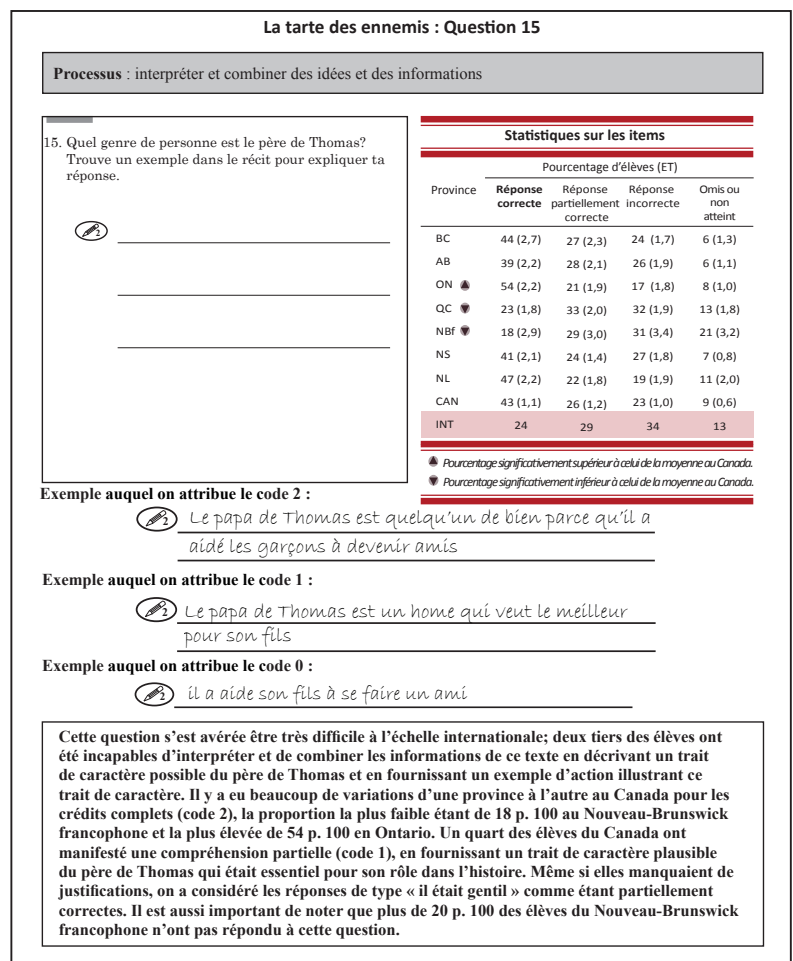 La tarte des ennemis : Question 15
Processus : interpréter et combiner des idées et des informations
15. Quel genre de personne est le père de Thomas?
Trouve un exemple dans le récit pour expliquer ta
réponse.
2
Statistiques sur les items
Pourcentage d'élèves (ET)
Province Réponse correcte Réponse partiellement correcte Réponse incorrecte Omis ou non atteint
BC 44 (2,7) 27 (2,3) 24 (1,7) 6 (1,3)
AB 39 (2,2) 28 (2,1) 26 (1,9) 6 (1,1)
ON 54 (2,2) 21 (1,9) 17 (1,8) 8 (1,0)
QC 23 (1,8) 33 (2,0) 32 (1,9) 13 (1,8)
NBf 18 (2,9) 29 (3,0) 31 (3,4) 21 (3,2)
NS 41 (2,1) 24 (1,4) 27 (1,8) 7 (0,8)
NL 47 (2,2) 22 (1,8) 19 (1,9) 11 (2,0)
CAN 43 (1,1) 26 (1,2) 23 (1,0) 9 (0,6)
INT 24 29 34 13
Pourcentage significativement supérieur à celui de la moyenne au Canada.
Pourcentage significativement inférieur à celui de la moyenne au Canada.
Exemple auquel on attribue le code 2 :
2 Le papa de Thomas est quelqu'un de bien parce qu'il a
aidé les garçons à devenir amis
Exemple auquel on attribue le code 1 :
2 Le papa de Thomas est un home qui veut le meilleur
pour son fils
Exemple auquel on attribue le code 0 :
2 il a aide son fils à se faire un ami
Cette question s'est avérée être très difficile à l'échelle internationale; deux tiers des élèves ont
été incapables d'interpréter et de combiner les informations de ce texte en décrivant un trait
de caractère possible du père de Thomas et en fournissant un exemple d'action illustrant ce
trait de caractère. Il y a eu beaucoup de variations d'une province à l'autre au Canada pour les
crédits complets (code 2), la proportion la plus faible étant de 18 p. 100 au Nouveau-Brunswick
francophone et la plus élevée de 54 p. 100 en Ontario. Un quart des élèves du Canada ont
manifesté une compréhension partielle (code 1), en fournissant un trait de caractère plausible
du père de Thomas qui était essentiel pour son rôle dans l'histoire. Même si elles manquaient de
justifications, on a considéré les réponses de type « il était gentil » comme étant partiellement
correctes. Il est aussi important de noter que plus de 20 p. 100 des élèves du Nouveau-Brunswick
francophone n'ont pas répondu à cette question.